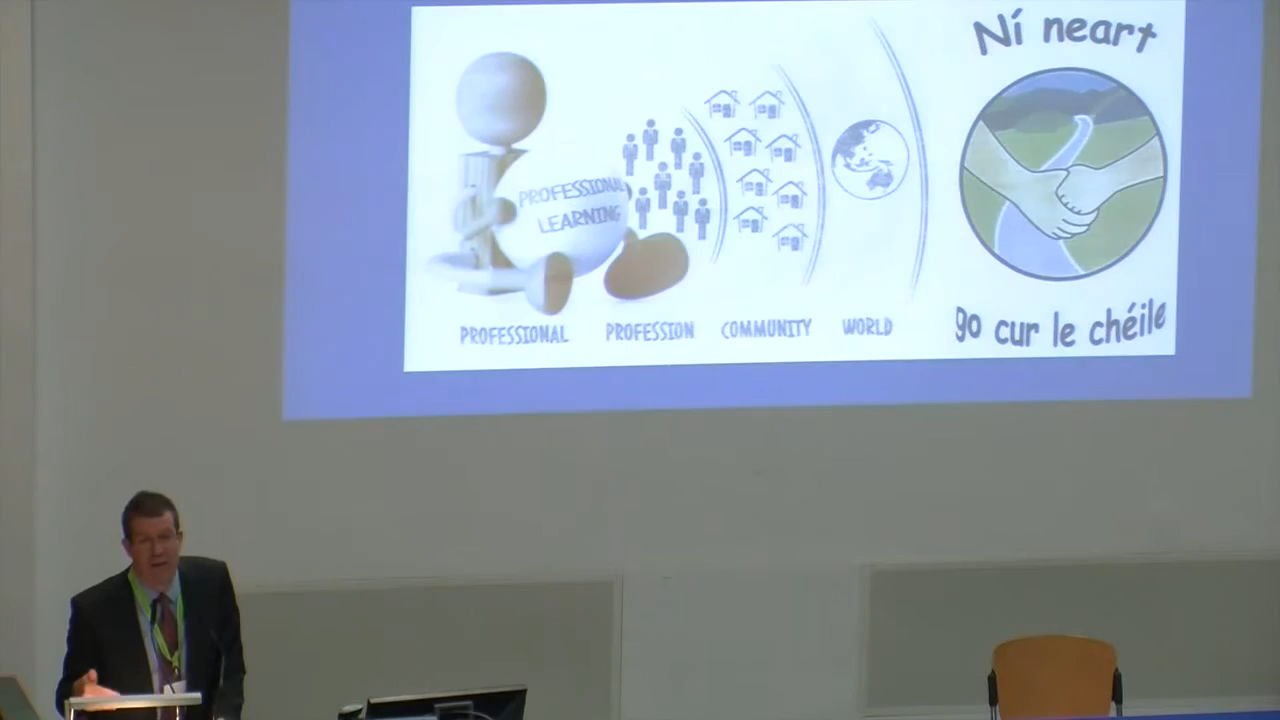 PROFESSIONAL
LEARNING
PROFESSIONAL
PROFESSION
COMMUNITY
WORLD
Ní neart
go cur le chéile